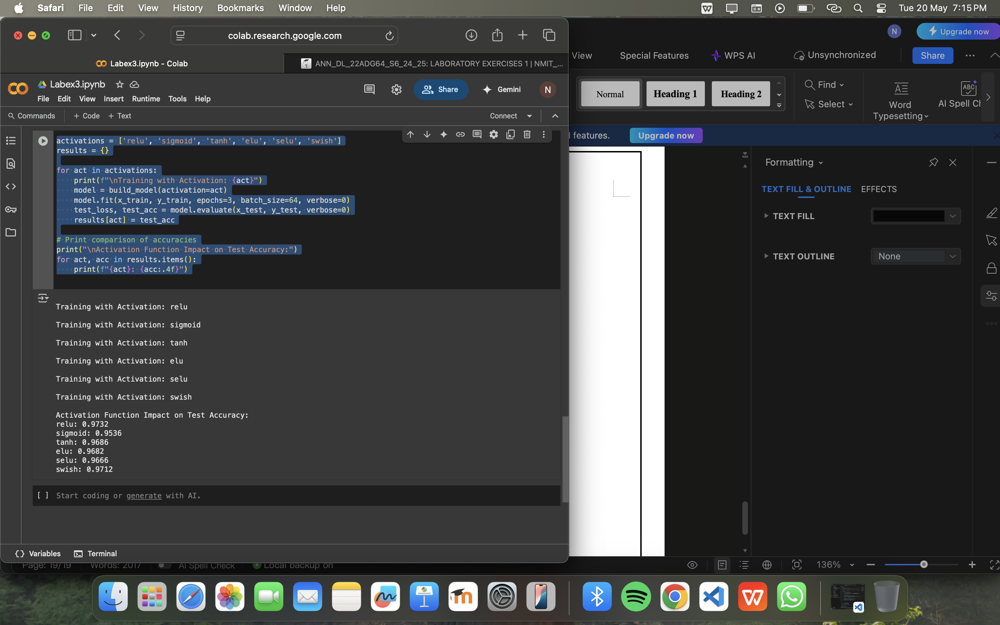 Safari File Edit View History Bookmarks Window Help
Tue 20 May 7:15 PM
colab.research.google.com
Labex3.ipynb - Colab
ANN_DL_22ADG64_S6_24_25: LABORATORY EXERCISES 1 | NMIT_...
Labex3.ipynb
Share
Gemini
N
File Edit View Insert Runtime Tools Help
Commands + Code + Text
Connect
activations = ['relu', 'sigmoid', 'tanh', 'elu', 'selu', 'swish']
results = {}
for act in activations:
print(f"\nTraining with Activation: {act}")
model = build_model(activation=act)
model.fit(x_train, y_train, epochs=3, batch_size=64, verbose=0)
test_loss, test_acc = model.evaluate(x_test, y_test, verbose=0)
results[act] = test_acc
# Print comparison of accuracies
print("\nActivation Function Impact on Test Accuracy:")
for act, acc in results.items():
print(f"{act}: {acc:.4f}")
Training with Activation: relu
Training with Activation: sigmoid
Training with Activation: tanh
Training with Activation: elu
Training with Activation: selu
Training with Activation: swish
Activation Function Impact on Test Accuracy:
relu: 0.9732
sigmoid: 0.9536
tanh: 0.9686
elu: 0.9682
selu: 0.9666
swish: 0.9712
[ ] Start coding or generate with AI.
Variables Terminal
N
Upgrade now
View Special Features WPS AI Unsynchronized Share
Normal Heading 1 Heading 2
Find
Select
Word
Typesetting
ABC
AI Spell Ch
features. Upgrade now
Formatting
TEXT FILL & OUTLINE EFFECTS
TEXT FILL
TEXT OUTLINE None
Page: 19/19 Words: 2017 AI Spell Check Local backup on
136%